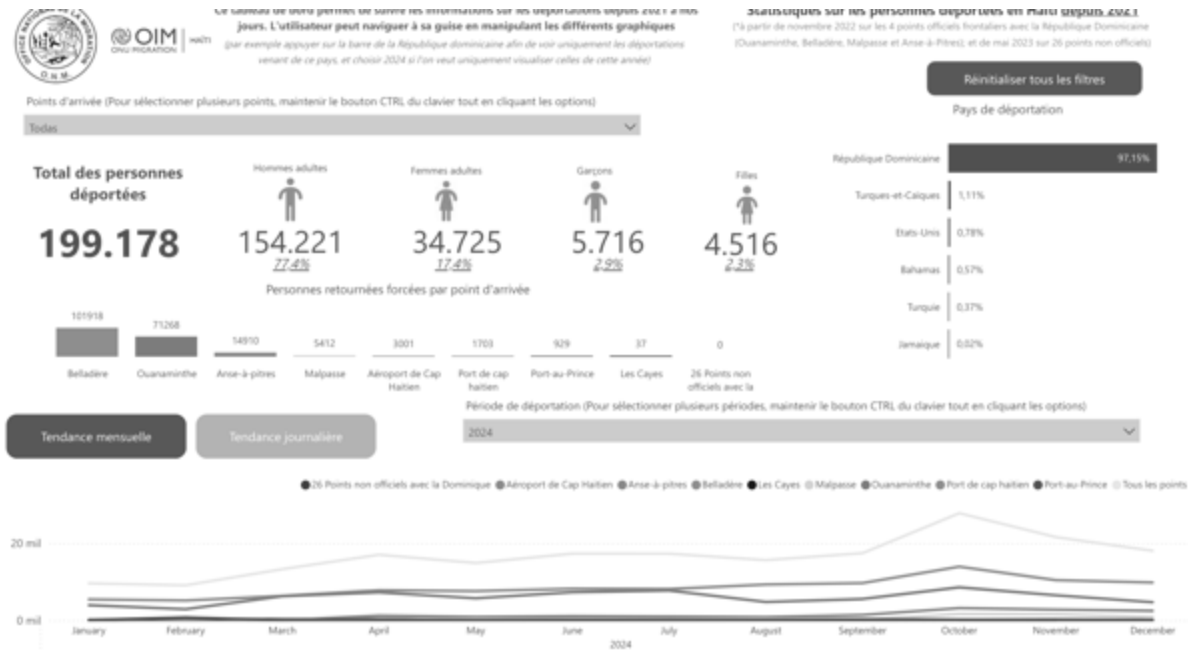 Ce tableau de bord permet de suivre les informations sur les déportations depuis 2021 à nos
jours. L'utilisateur peut naviguer à sa guise en manipulant les différents graphiques
(par exemple appuyer sur la barre de la République dominicaine afin de voir uniquement les déportations
venant de ce pays, et choisir 2024 si l'on veut uniquement visualiser celles de cette année)
Statistiques sur les personnes déportées en Haïti depuis 2021
(*à partir de novembre 2022 sur les 4 points officiels frontaliers avec la République Dominicaine
(Ouanaminthe, Belladère, Malpasse et Anse-à-Pitres); et de mai 2023 sur 26 points non officiels)
OFFICE NATIONAL DE LA MIGRATION
O.N.M.
OIM
ONU MIGRATION
HAÏTI
Réinitialiser tous les filtres
Points d'arrivée (Pour sélectionner plusieurs points, maintenir le bouton CTRL du clavier tout en cliquant les options)
Todas
Pays de déportation
République Dominicaine 97,15%
Turques-et-Caïques 1,11%
Etats-Unis 0,78%
Bahamas 0,57%
Turquie 0,37%
Jamaique 0,02%
Total des personnes
déportées
199.178
Hommes adultes
154.221
77,4%
Femmes adultes
34.725
17,4%
Garçons
5.716
2,9%
Filles
4.516
2,3%
Personnes retournées forcées par point d'arrivée
101918 71268 14910 5412 3001 1703 929 37 0
Belladère Ouanaminthe Anse-à-pitres Malpasse Aéroport de Cap Port de cap Port-au-Prince Les Cayes 26 Points non
Haitien haitien officiels avec la
Période de déportation (Pour sélectionner plusieurs périodes, maintenir le bouton CTRL du clavier tout en cliquant les options)
2024
Tendance mensuelle
Tendance journalière
26 Points non officiels avec la Dominique Aéroport de Cap Haitien Anse-à-pitres Belladère Les Cayes Malpasse Ouanaminthe Port de cap haitien Port-au-Prince Tous les points
20 mil
0 mil
January February March April May June July August September October November December
2024